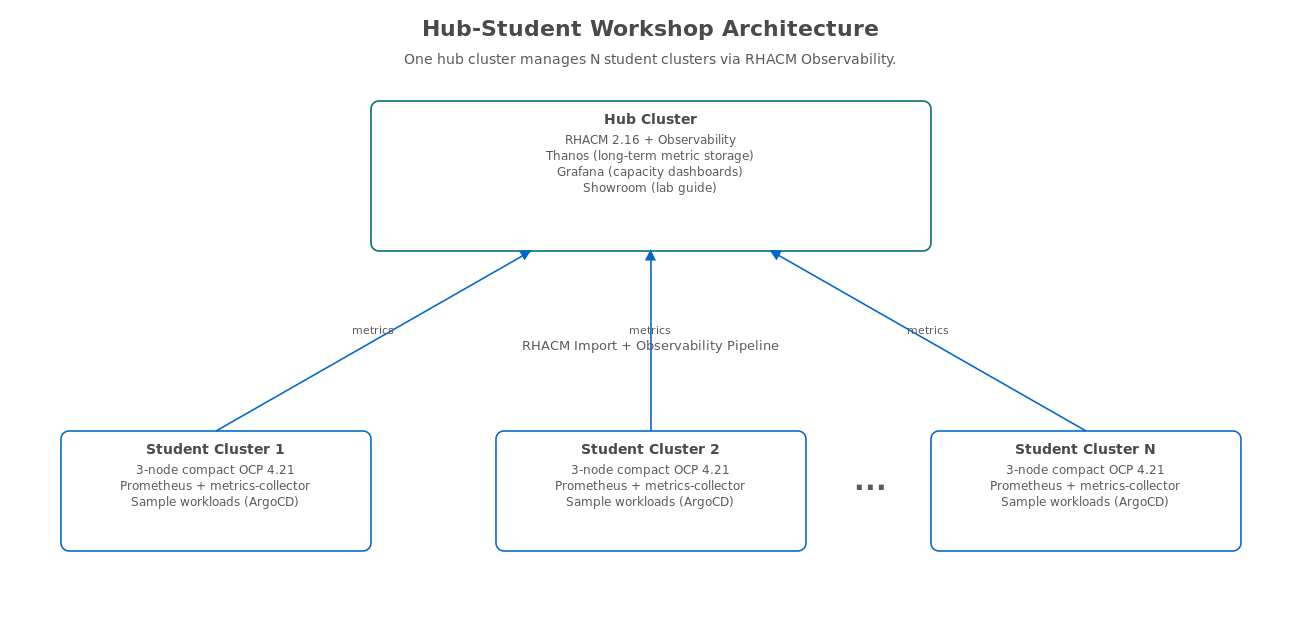 Hub-Student Workshop Architecture
One hub cluster manages N student clusters via RHACM Observability.
Hub Cluster
RHACM 2.16 + Observability
Thanos (long-term metric storage)
Grafana (capacity dashboards)
Showroom (lab guide)
metrics
metrics
metrics
RHACM Import + Observability Pipeline
Student Cluster 1
3-node compact OCP 4.21
Prometheus + metrics-collector
Sample workloads (ArgoCD)
Student Cluster 2
3-node compact OCP 4.21
Prometheus + metrics-collector
Sample workloads (ArgoCD)
...
Student Cluster N
3-node compact OCP 4.21
Prometheus + metrics-collector
Sample workloads (ArgoCD)